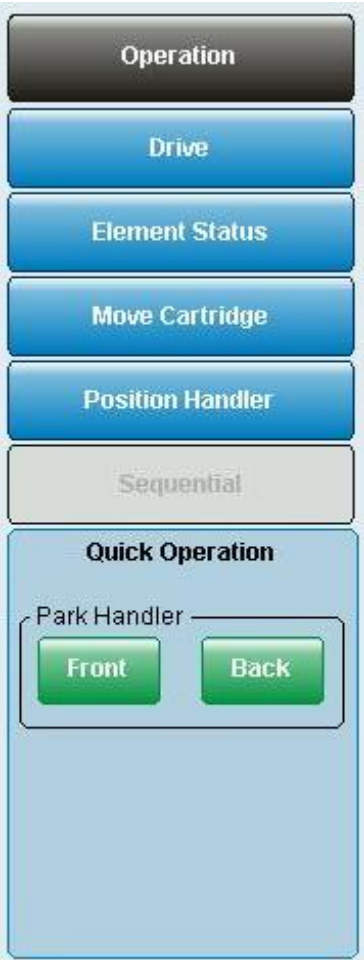 Operation
Drive
Element Status
Move Cartridge
Position Handler
Sequential
Quick Operation
Park Handler
Front Back